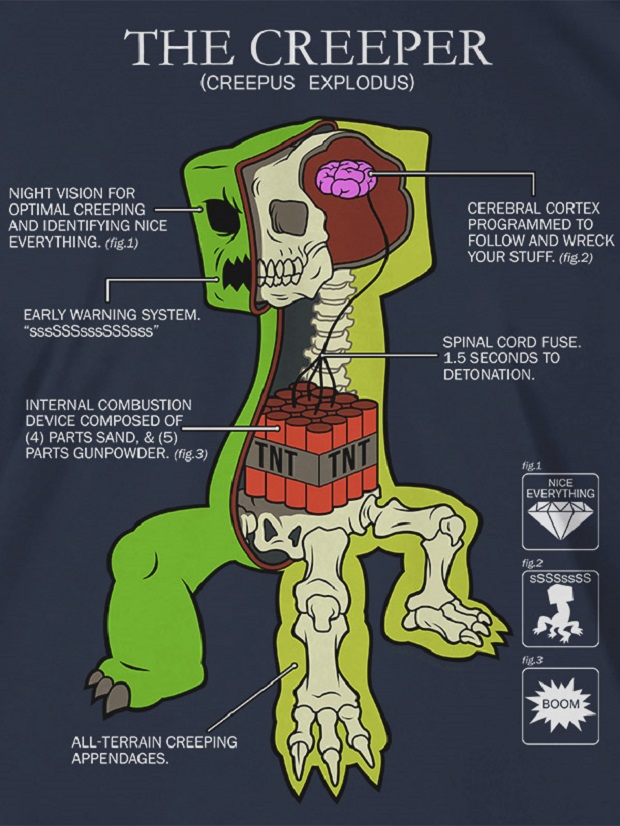 THE CREEPER
(CREEPUS EXPLODUS)
NIGHT VISION FOR
OPTIMAL CREEPING
AND IDENTIFYING NICE
EVERYTHING. (fig.1)
CEREBRAL CORTEX
PROGRAMMED TO
FOLLOW AND WRECK
YOUR STUFF. (fig.2)
EARLY WARNING SYSTEM.
“sssSSSsssSSSsss”
SPINAL CORD FUSE.
1.5 SECONDS TO
DETONATION.
INTERNAL COMBUSTION
DEVICE COMPOSED OF
(4) PARTS SAND, & (5)
PARTS GUNPOWDER. (fig.3)
TNT TNT
fig.1
NICE
EVERYTHING
fig.2
sSSSsssSS
fig.3
BOOM
ALL-TERRAIN CREEPING
APPENDAGES.